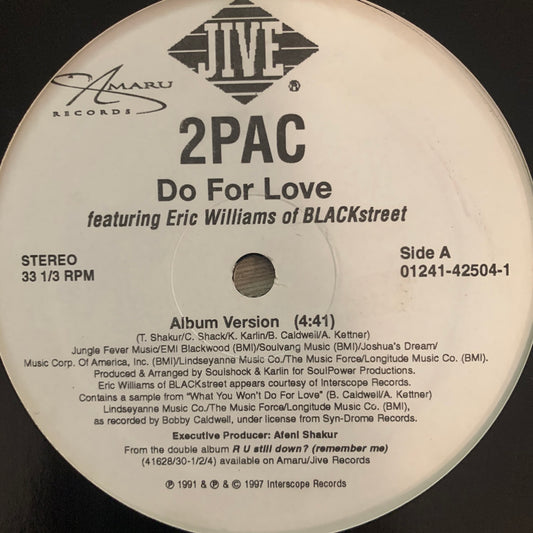 JIVE
®
AMARU
RECORDS
2PAC
Do For Love
featuring Eric Williams of BLACKstreet
STEREO
33 1/3 RPM
Side A
01241-42504-1
Album Version (4:41)
(T. Shakur/C. Shack/K. Karlin/B. Caldwell/A. Kettner)
Jungle Fever Music/EMI Blackwood (BMI)/Soulvang Music (BMI)/Joshua's Dream/
Music Corp. Of America, Inc. (BMI)/Lindseyanne Music Co./The Music Force/Longitude Music Co. (BMI).
Produced & Arranged by Soulshock & Karlin for SoulPower Productions.
Eric Williams of BLACKstreet appears courtesy of Interscope Records.
Contains a sample from "What You Won't Do For Love" (B. Caldwell/A. Kettner)
Lindseyanne Music Co./The Music Force/Longitude Music Co. (BMI),
as recorded by Bobby Caldwell, under license from Syn-Drome Records.
Executive Producer: Afeni Shakur
From the double album R U still down? (remember me)
(41628/30-1/2/4) available on Amaru/Jive Records
℗ 1991 & ℗ & © 1997 Interscope Records